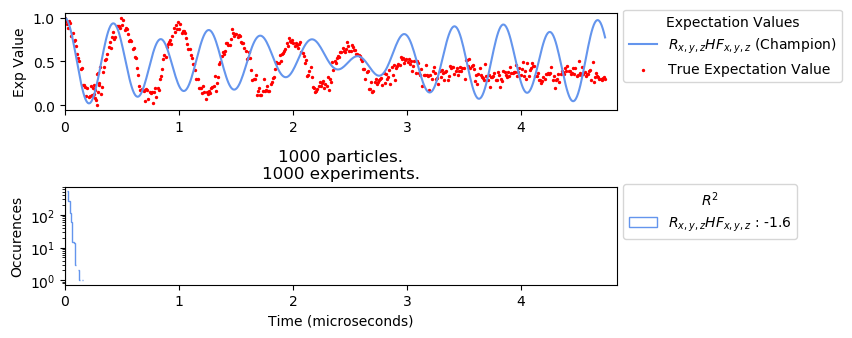 Expectation Values
R_{x,y,z}HF_{x,y,z} (Champion)
True Expectation Value
Exp Value
1.0
0.5
0.0
0 1 2 3 4
1000 particles.
1000 experiments.
R^2
R_{x,y,z}HF_{x,y,z} : -1.6
Occurences
10^2
10^1
10^0
0 1 2 3 4
Time (microseconds)